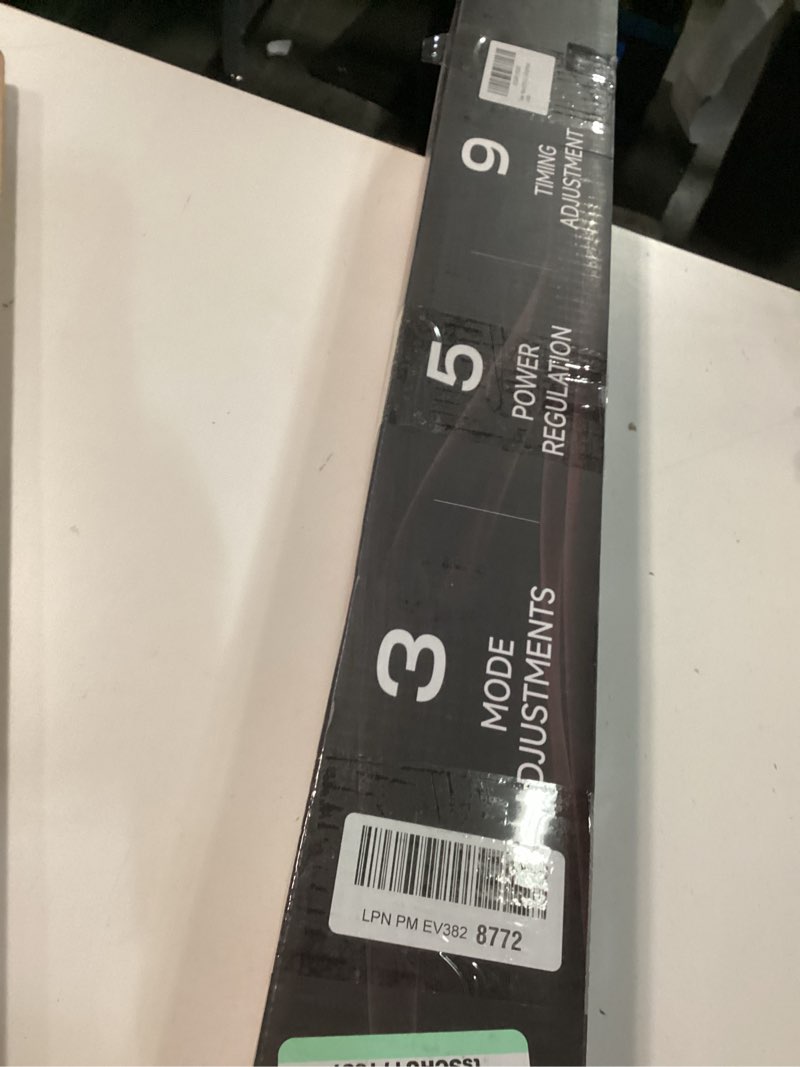 3
MODE
DJUSTMENTS
5
POWER
REGULATION
9
TIMING
ADJUSTMENT
LPN PM EV382 8772